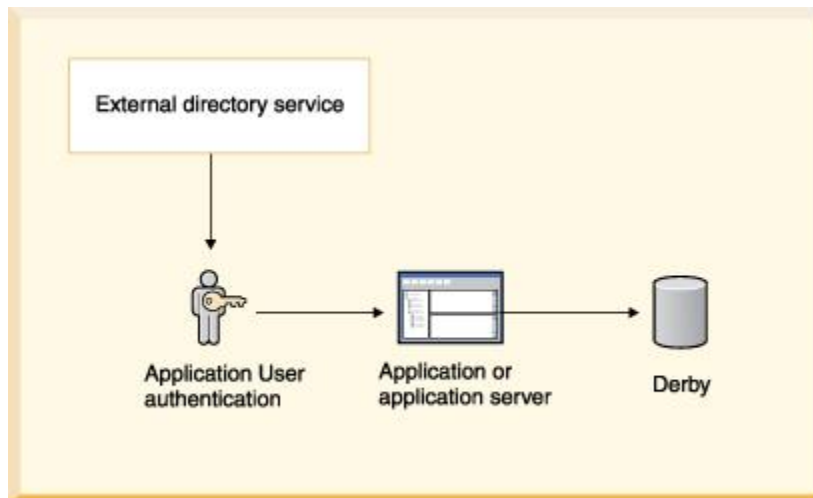 External directory service
Application User
authentication
Application or
application server
Derby